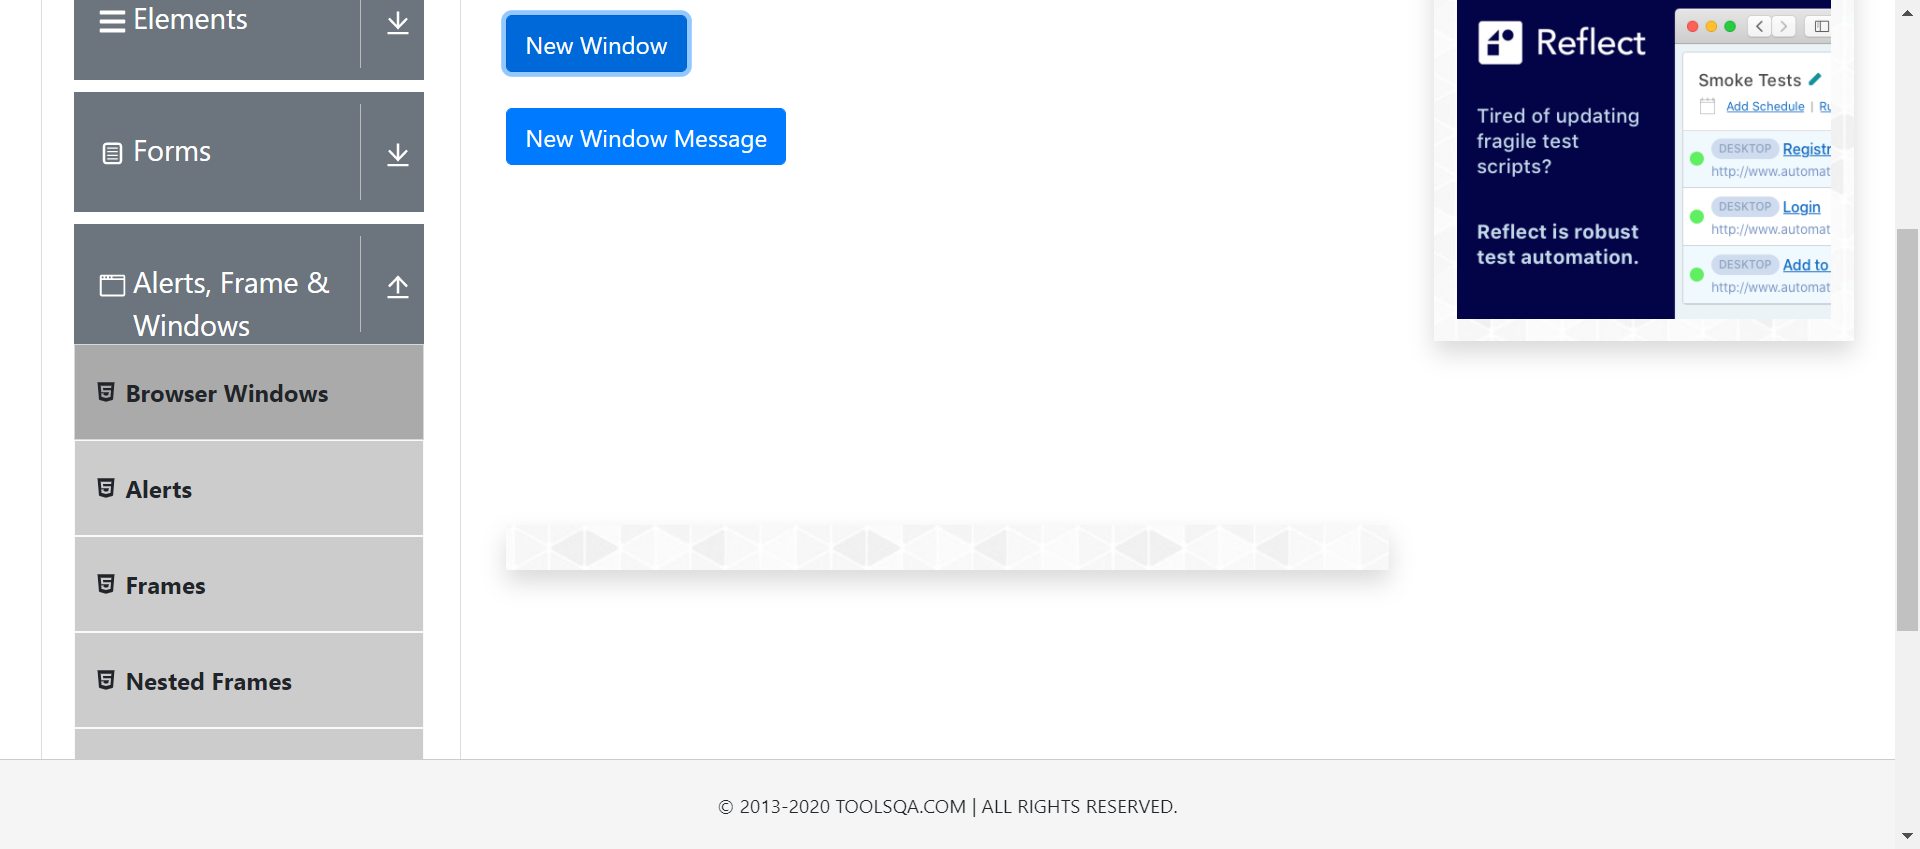 Elements
Forms
Alerts, Frame &
Windows
Browser Windows
Alerts
Frames
Nested Frames
New Window
New Window Message
Reflect
Tired of updating
fragile test
scripts?
Reflect is robust
test automation.
Smoke Tests
Add Schedule | Ru
DESKTOP Registr
http://www.automat
DESKTOP Login
http://www.automat
DESKTOP Add to
http://www.automat
© 2013-2020 TOOLSQA.COM | ALL RIGHTS RESERVED.